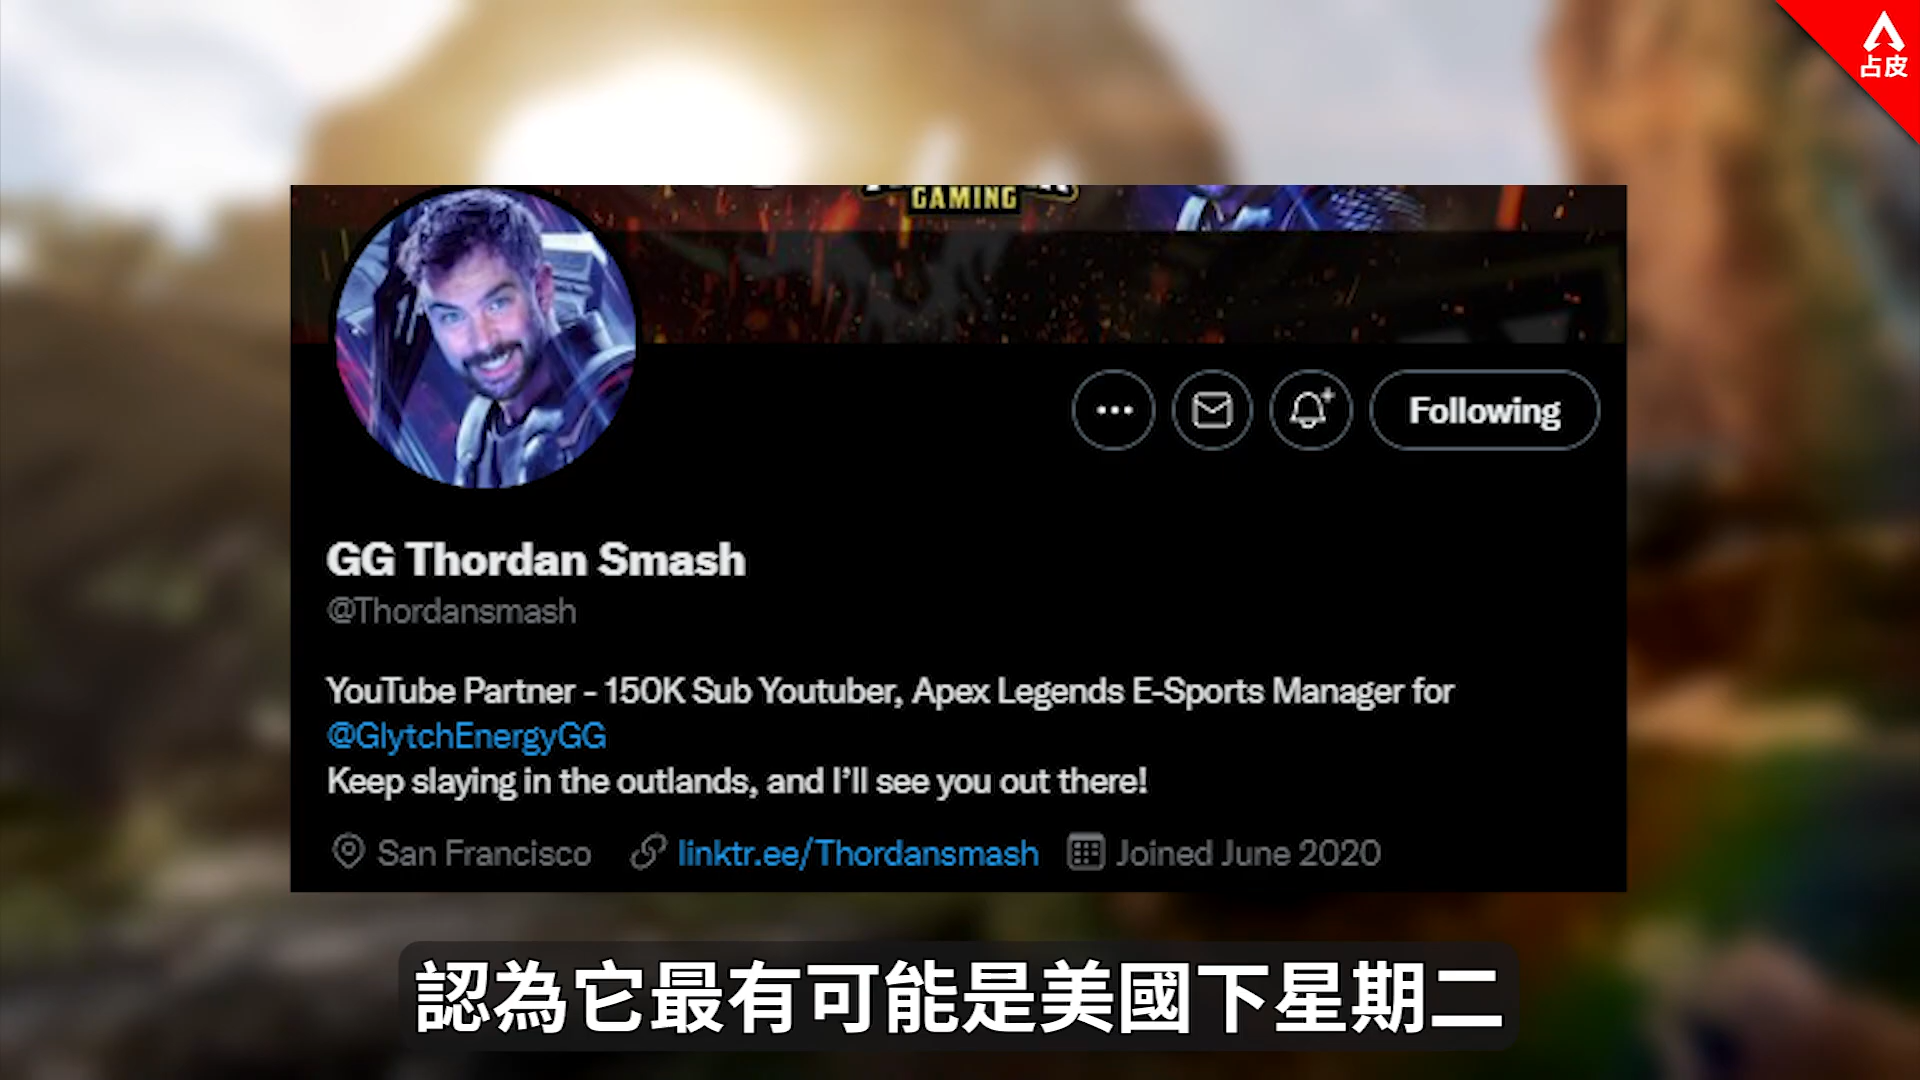 占皮
GAMING
Following
GG Thordan Smash
@Thordansmash
YouTube Partner - 150K Sub Youtuber, Apex Legends E-Sports Manager for
@GlytchEnergyGG
Keep slaying in the outlands, and I'll see you out there!
San Francisco linktr.ee/Thordansmash Joined June 2020
認為它最有可能是美國下星期二